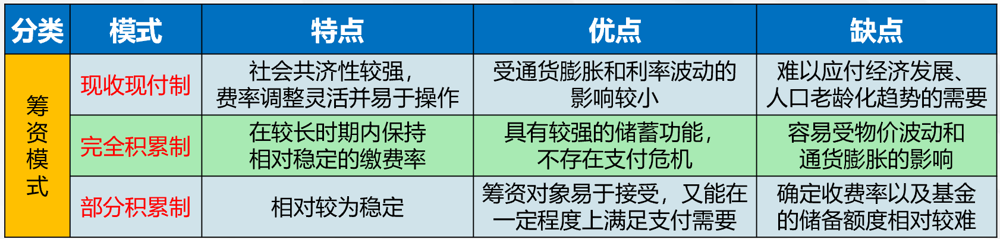 分类
模式
特点
优点
缺点
筹
资
模
式
现收现付制
社会共济性较强，
费率调整灵活并易于操作
受通货膨胀和利率波动的
影响较小
难以应付经济发展、
人口老龄化趋势的需要
完全积累制
在较长时期内保持
相对稳定的缴费率
具有较强的储蓄功能，
不存在支付危机
容易受物价波动和
通货膨胀的影响
部分积累制
相对较为稳定
筹资对象易于接受，又能在
一定程度上满足支付需要
确定收费率以及基金
的储备额度相对较难